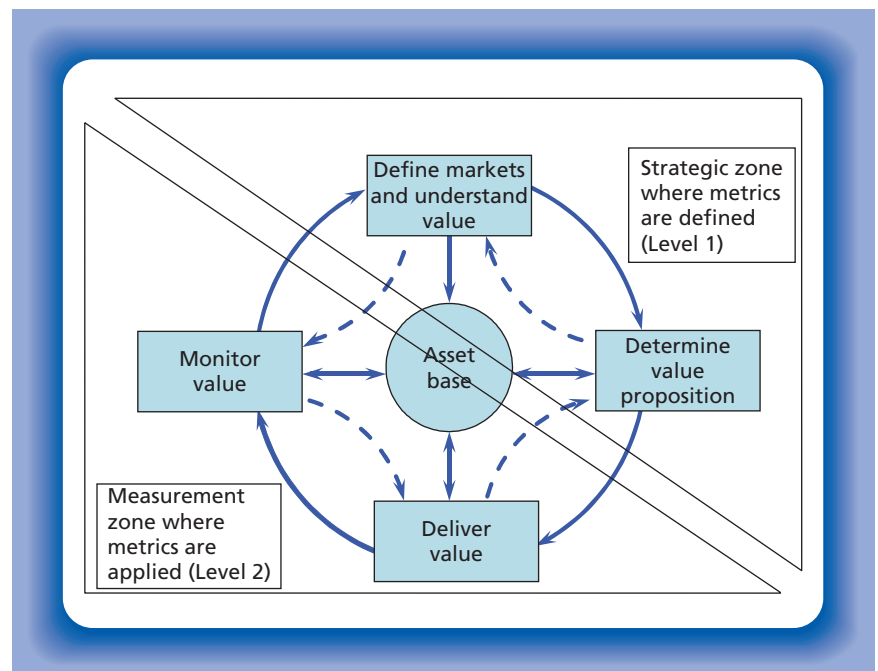 Define markets
and understand
value
Strategic zone
where metrics
are defined
(Level 1)
Monitor
value
Asset
base
Determine
value
proposition
Measurement
zone where
metrics are
applied (Level 2)
Deliver
value